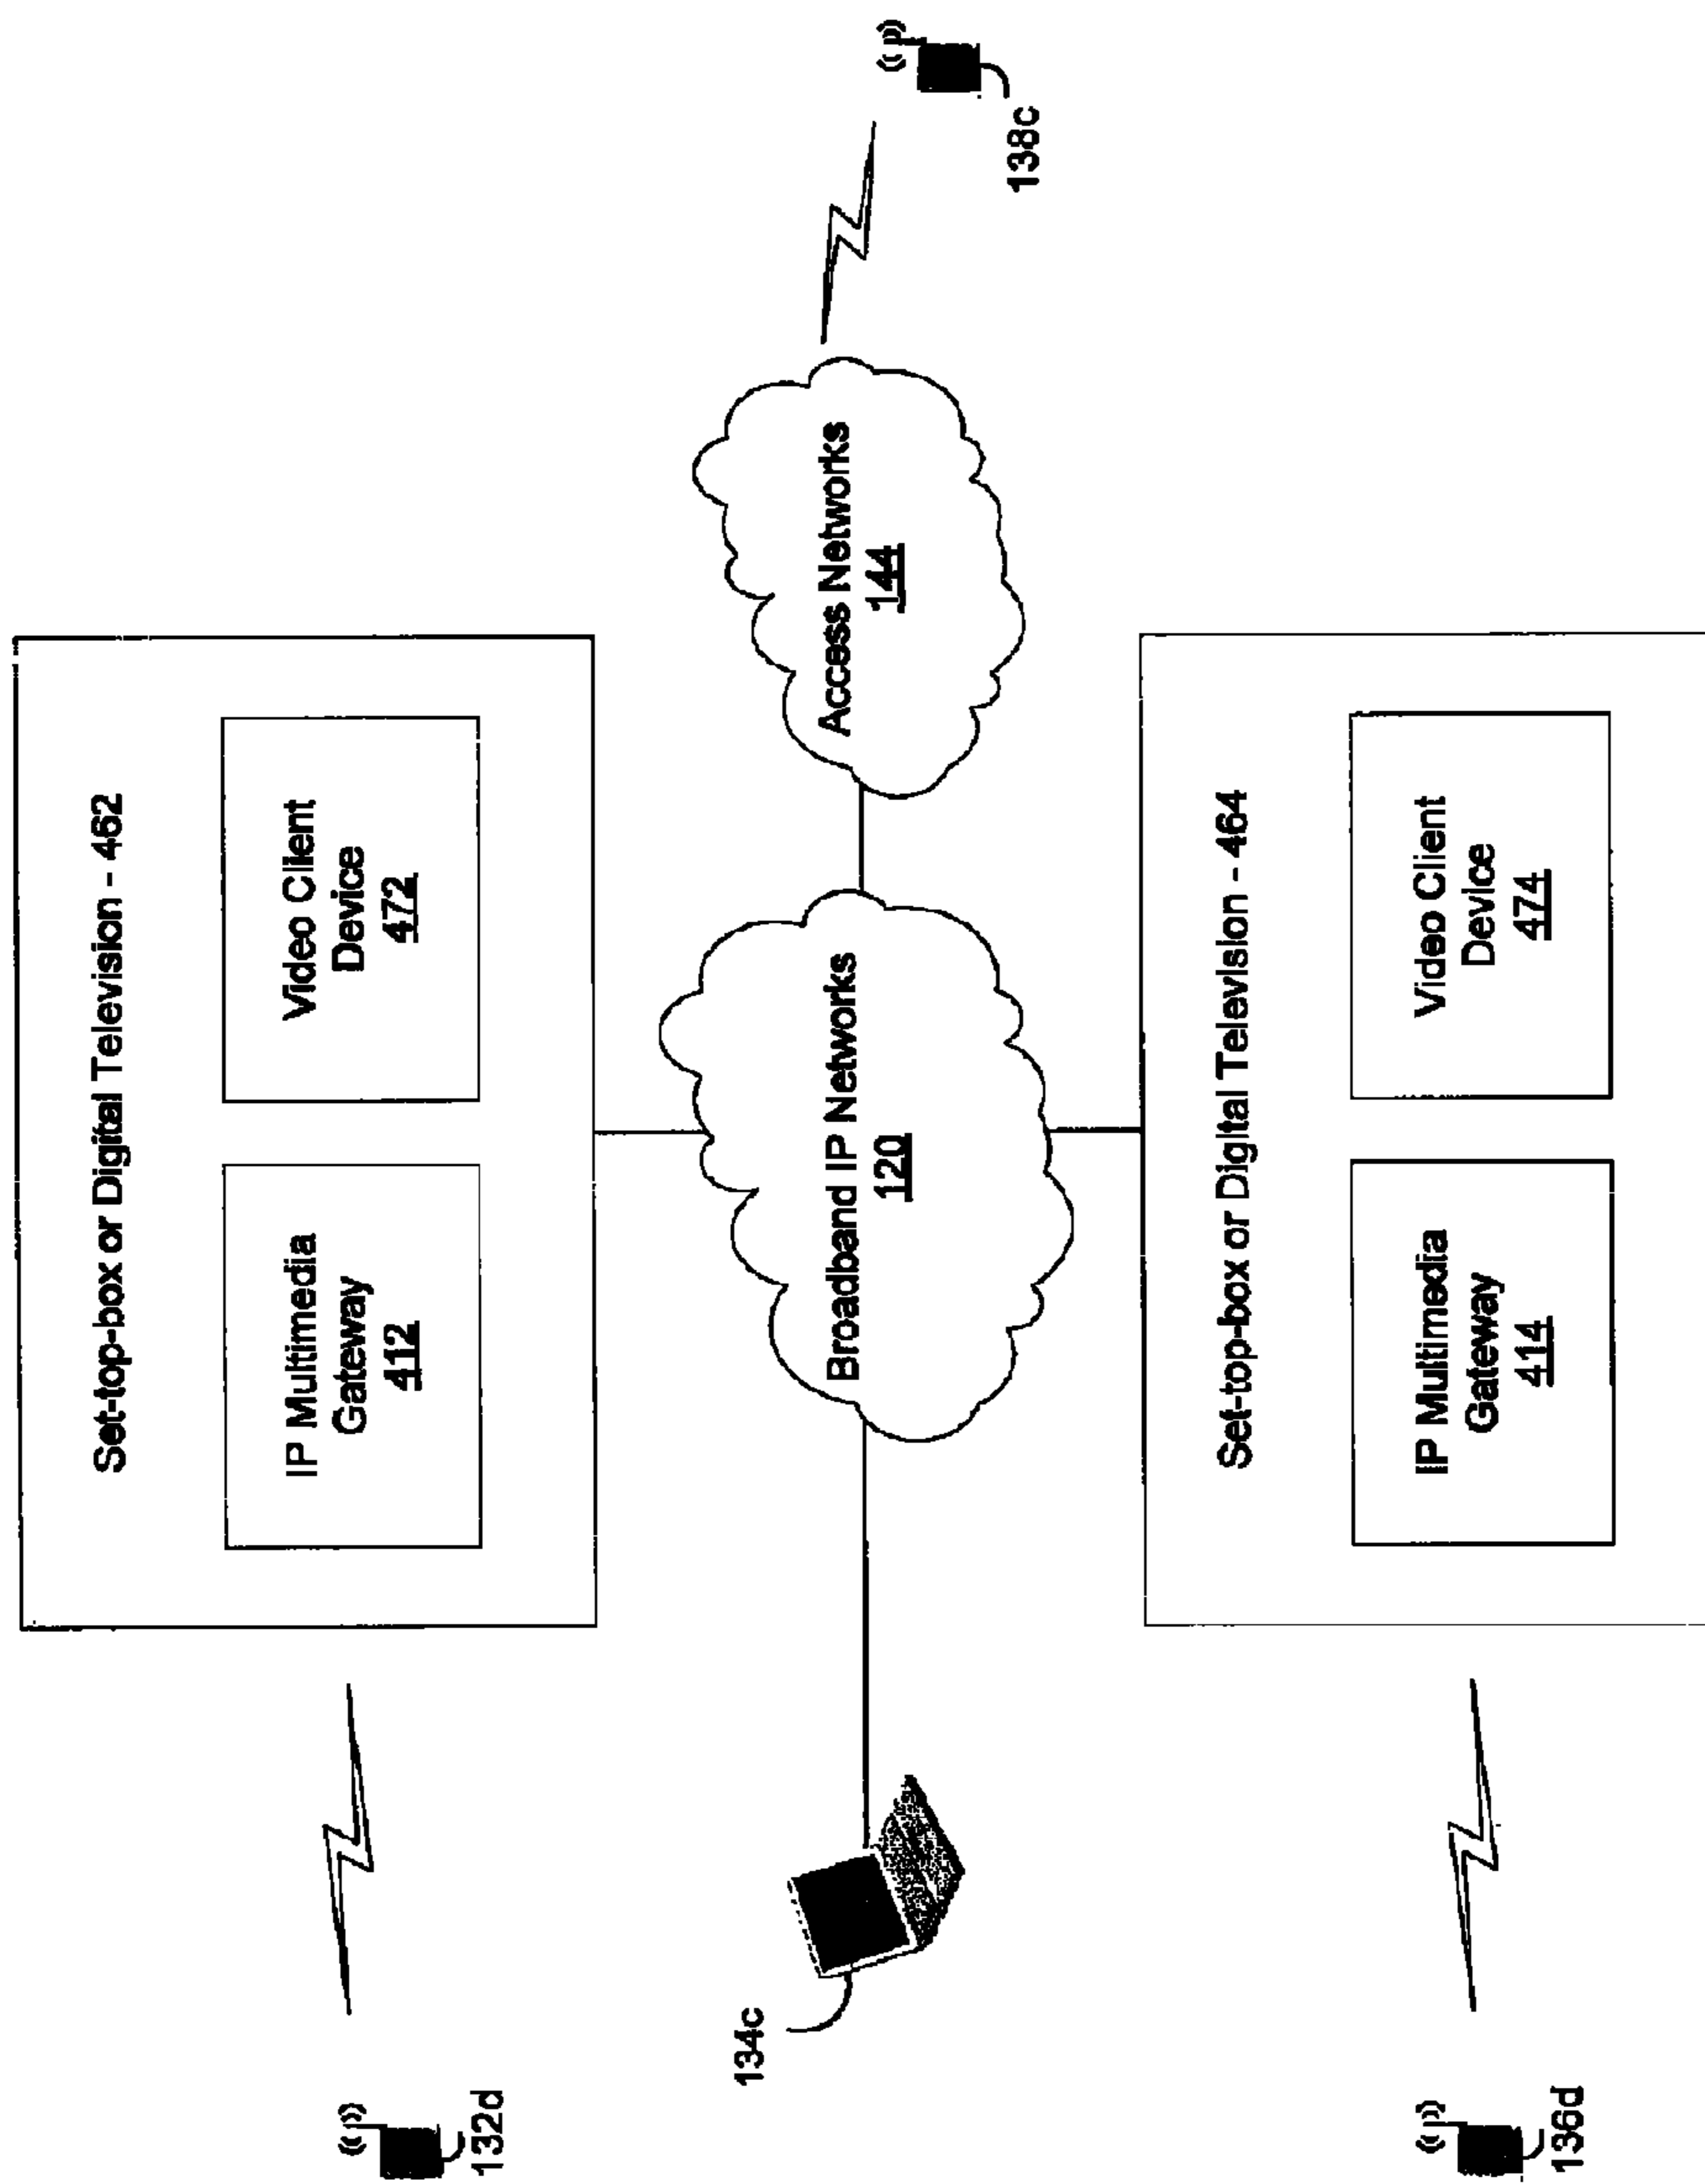 Set-top-box or Digital Television - 462
IP Multimedia
Gateway
412
Video Client
Device
472
132d
134c
Broadband IP Networks
120
Access Networks
144
138c
Set-top-box or Digital Television - 464
IP Multimedia
Gateway
414
Video Client
Device
474
136d